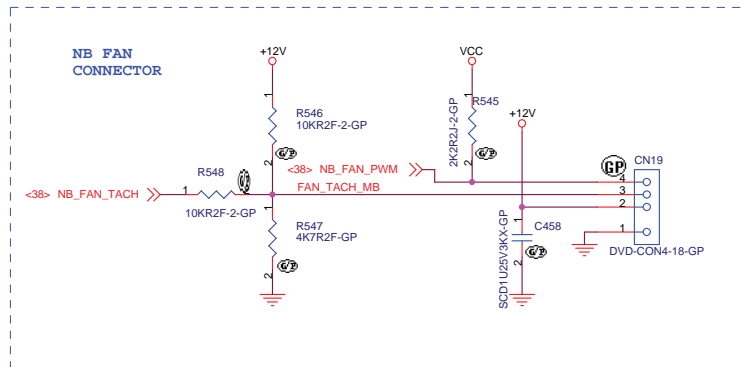 NB FAN
CONNECTOR
+12V
VCC
1
R546
10KR2F-2-GP
2
G/P
1
R545
2K2R2J-2-GP
2
G/P
+12V
<38> NB_FAN_PWM
GP
CN19
4
3
2
1
DVD-CON4-18-GP
<38> NB_FAN_TACH
1
R548
2
10KR2F-2-GP
FAN_TACH_MB
1
R547
4K7R2F-GP
2
G/P
1
C458
SCD1U25V3KX-GP
2
G/P